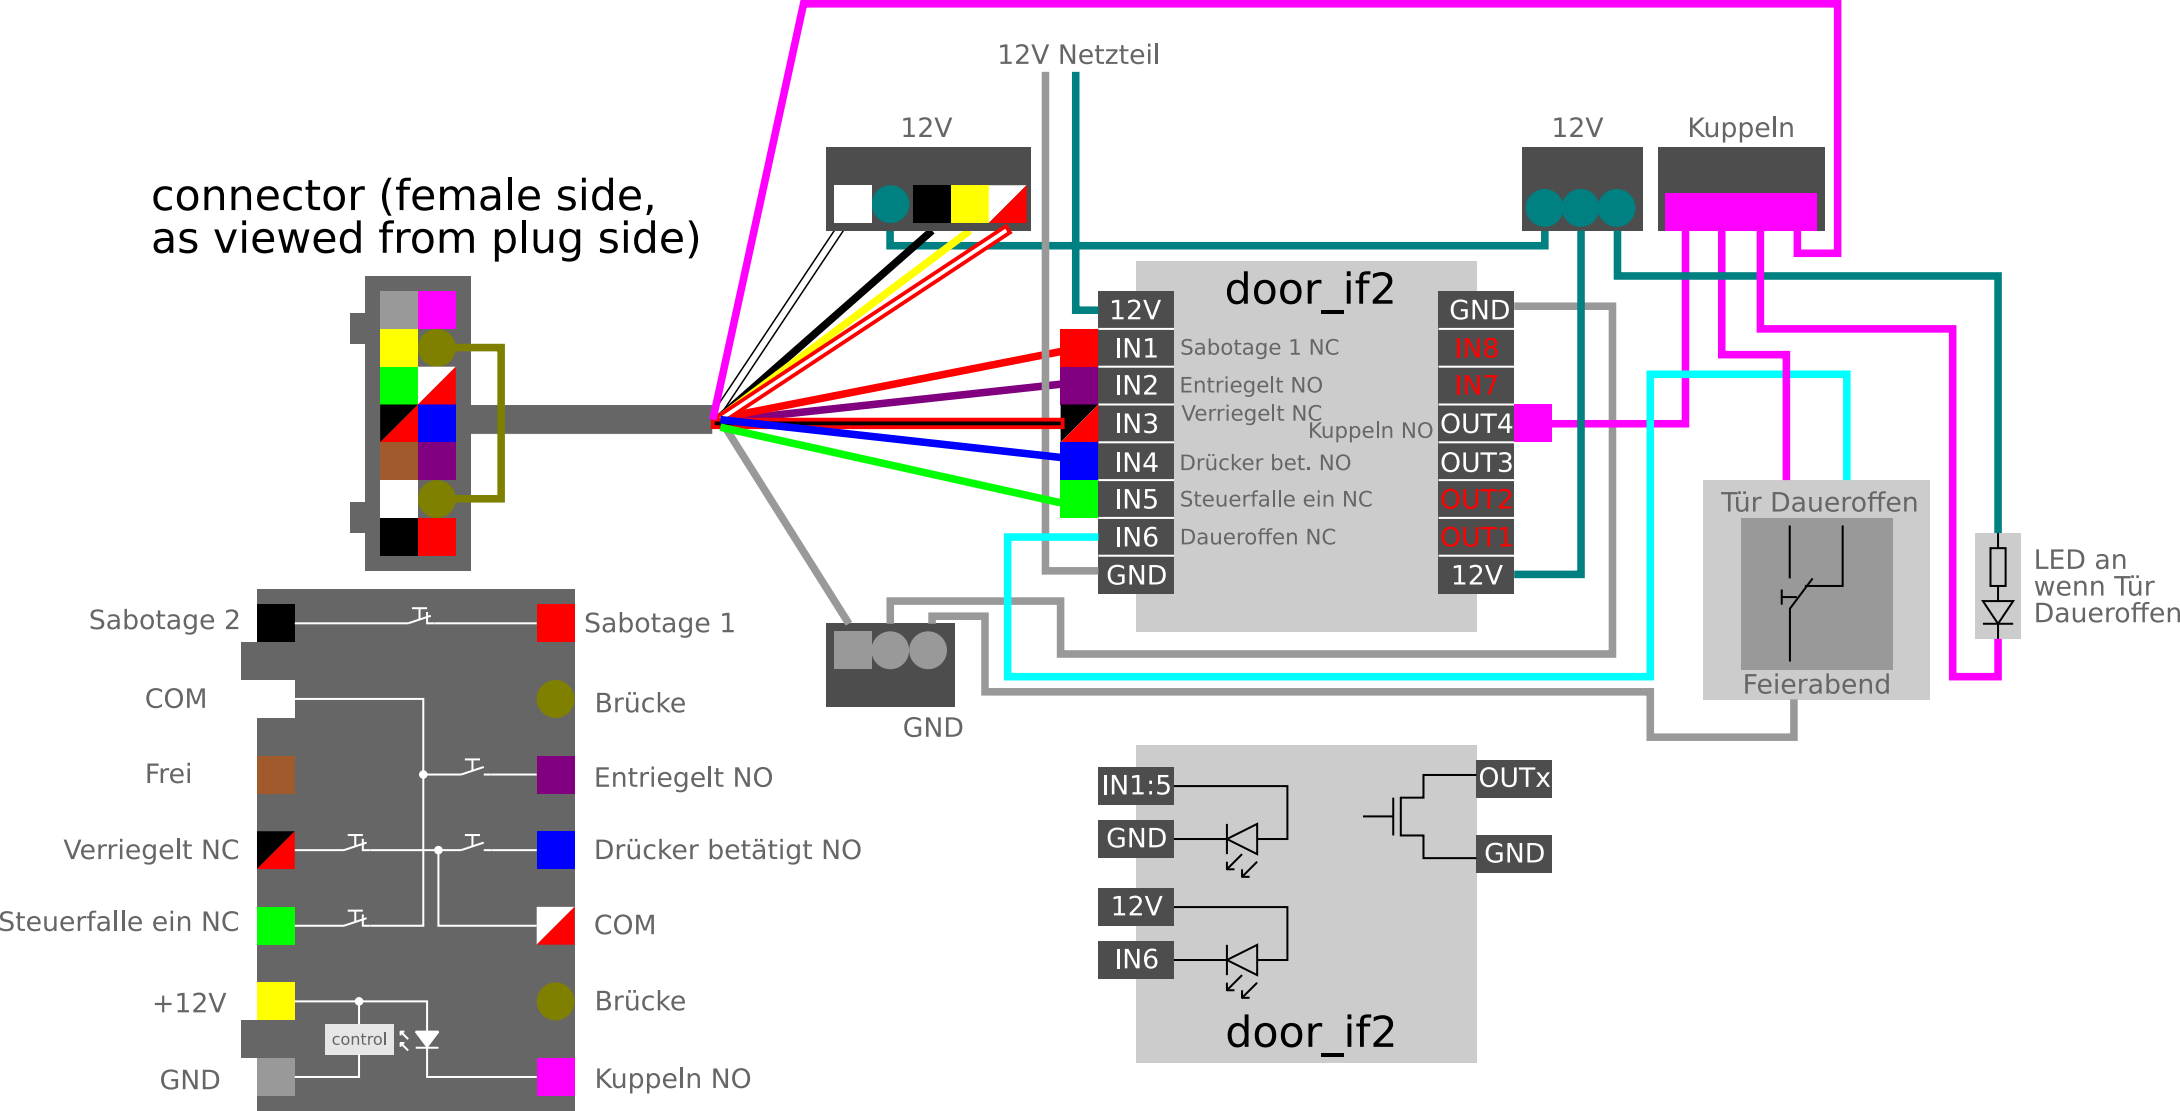 12V Netzteil
12V
12V
Kuppeln
connector (female side,
as viewed from plug side)
door_if2
12V
IN1
IN2
IN3
IN4
IN5
IN6
GND
Sabotage 1 NC
Entriegelt NO
Verriegelt NC
Kuppeln NO
Drücker bet. NO
Steuerfalle ein NC
Daueroffen NC
GND
IN8
IN7
OUT4
OUT3
OUT2
OUT1
12V
Tür Daueroffen
Feierabend
LED an
wenn Tür
Daueroffen
GND
Sabotage 2
COM
Frei
Verriegelt NC
Steuerfalle ein NC
+12V
GND
control
Sabotage 1
Brücke
Entriegelt NO
Drücker betätigt NO
COM
Brücke
Kuppeln NO
IN1:5
GND
12V
IN6
OUTx
GND
door_if2